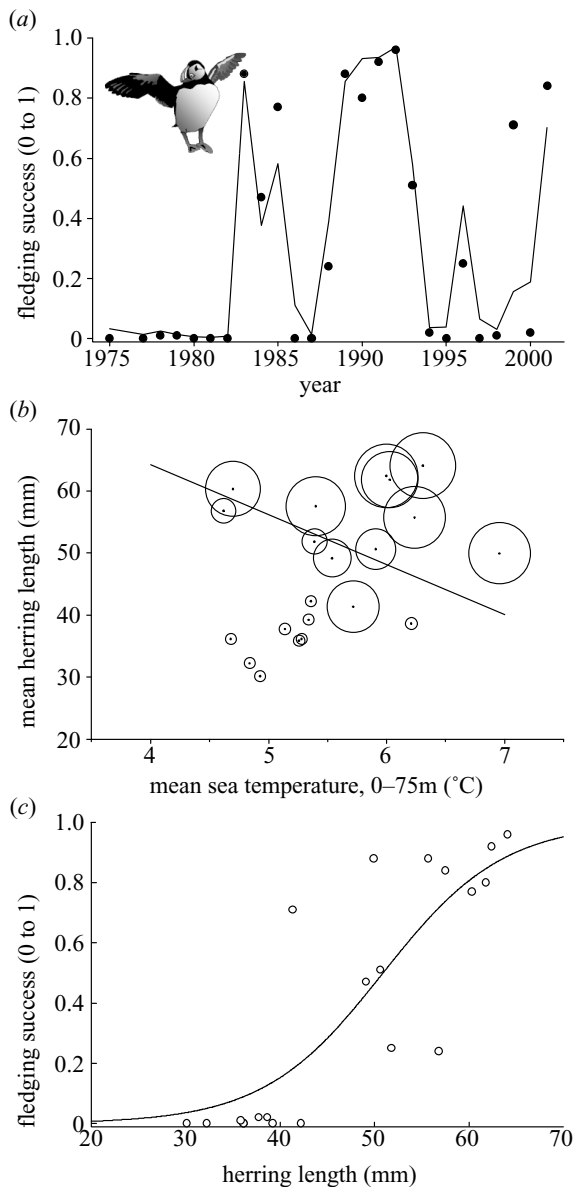 (a)
1.0
0.8
0.6
0.4
0.2
0
fledging success (0 to 1)
1975 1980 1985 1990 1995 2000
year
(b)
70
60
50
40
30
20
mean herring length (mm)
4 5 6 7
mean sea temperature, 0–75m (˚C)
(c)
1.0
0.8
0.6
0.4
0.2
0
fledging success (0 to 1)
20 30 40 50 60 70
herring length (mm)